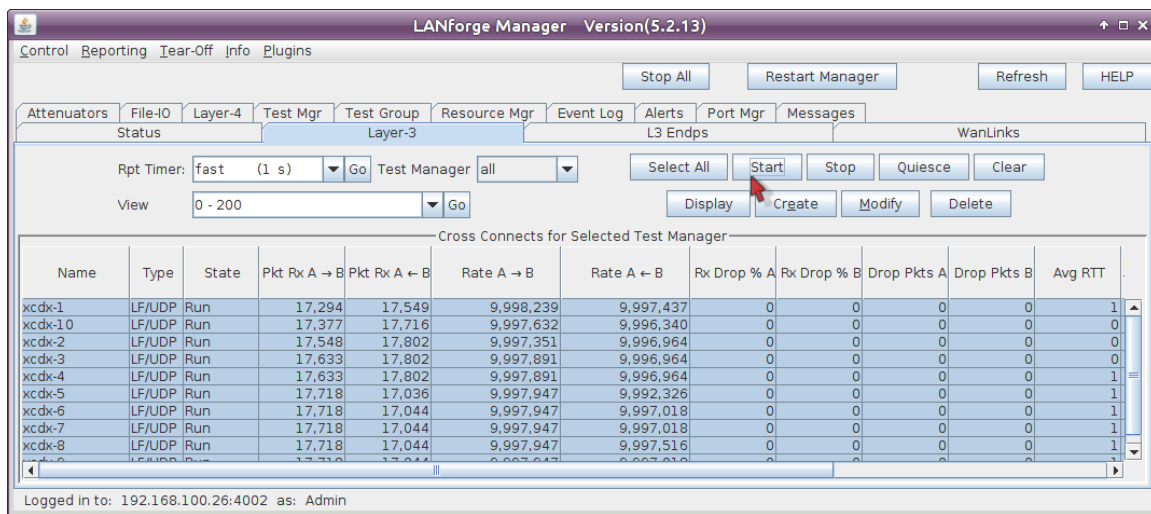 LANforge Manager Version(5.2.13)
Control Reporting Tear-Off Info Plugins
Stop All Restart Manager Refresh HELP
Attenuators File-IO Layer-4 Test Mgr Test Group Resource Mgr Event Log Alerts Port Mgr Messages
Status Layer-3 L3 Endps WanLinks
Rpt Timer: fast (1 s) Go Test Manager all Select All Start Stop Quiesce Clear
View 0 - 200 Go Display Create Modify Delete
Cross Connects for Selected Test Manager
Name Type State Pkt Rx A → B Pkt Rx A ← B Rate A → B Rate A ← B Rx Drop % A Rx Drop % B Drop Pkts A Drop Pkts B Avg RTT
xcdx-1 LF/UDP Run 17,294 17,549 9,998,239 9,997,437 0 0 0 0 1
xcdx-10 LF/UDP Run 17,377 17,716 9,997,632 9,996,340 0 0 0 0 0
xcdx-2 LF/UDP Run 17,548 17,802 9,997,351 9,996,964 0 0 0 0 0
xcdx-3 LF/UDP Run 17,633 17,802 9,997,891 9,996,964 0 0 0 0 0
xcdx-4 LF/UDP Run 17,633 17,802 9,997,891 9,996,964 0 0 0 0 1
xcdx-5 LF/UDP Run 17,718 17,036 9,997,947 9,992,326 0 0 0 0 1
xcdx-6 LF/UDP Run 17,718 17,044 9,997,947 9,997,018 0 0 0 0 1
xcdx-7 LF/UDP Run 17,718 17,044 9,997,947 9,997,018 0 0 0 0 1
xcdx-8 LF/UDP Run 17,718 17,044 9,997,947 9,997,516 0 0 0 0 1
Logged in to: 192.168.100.26:4002 as: Admin